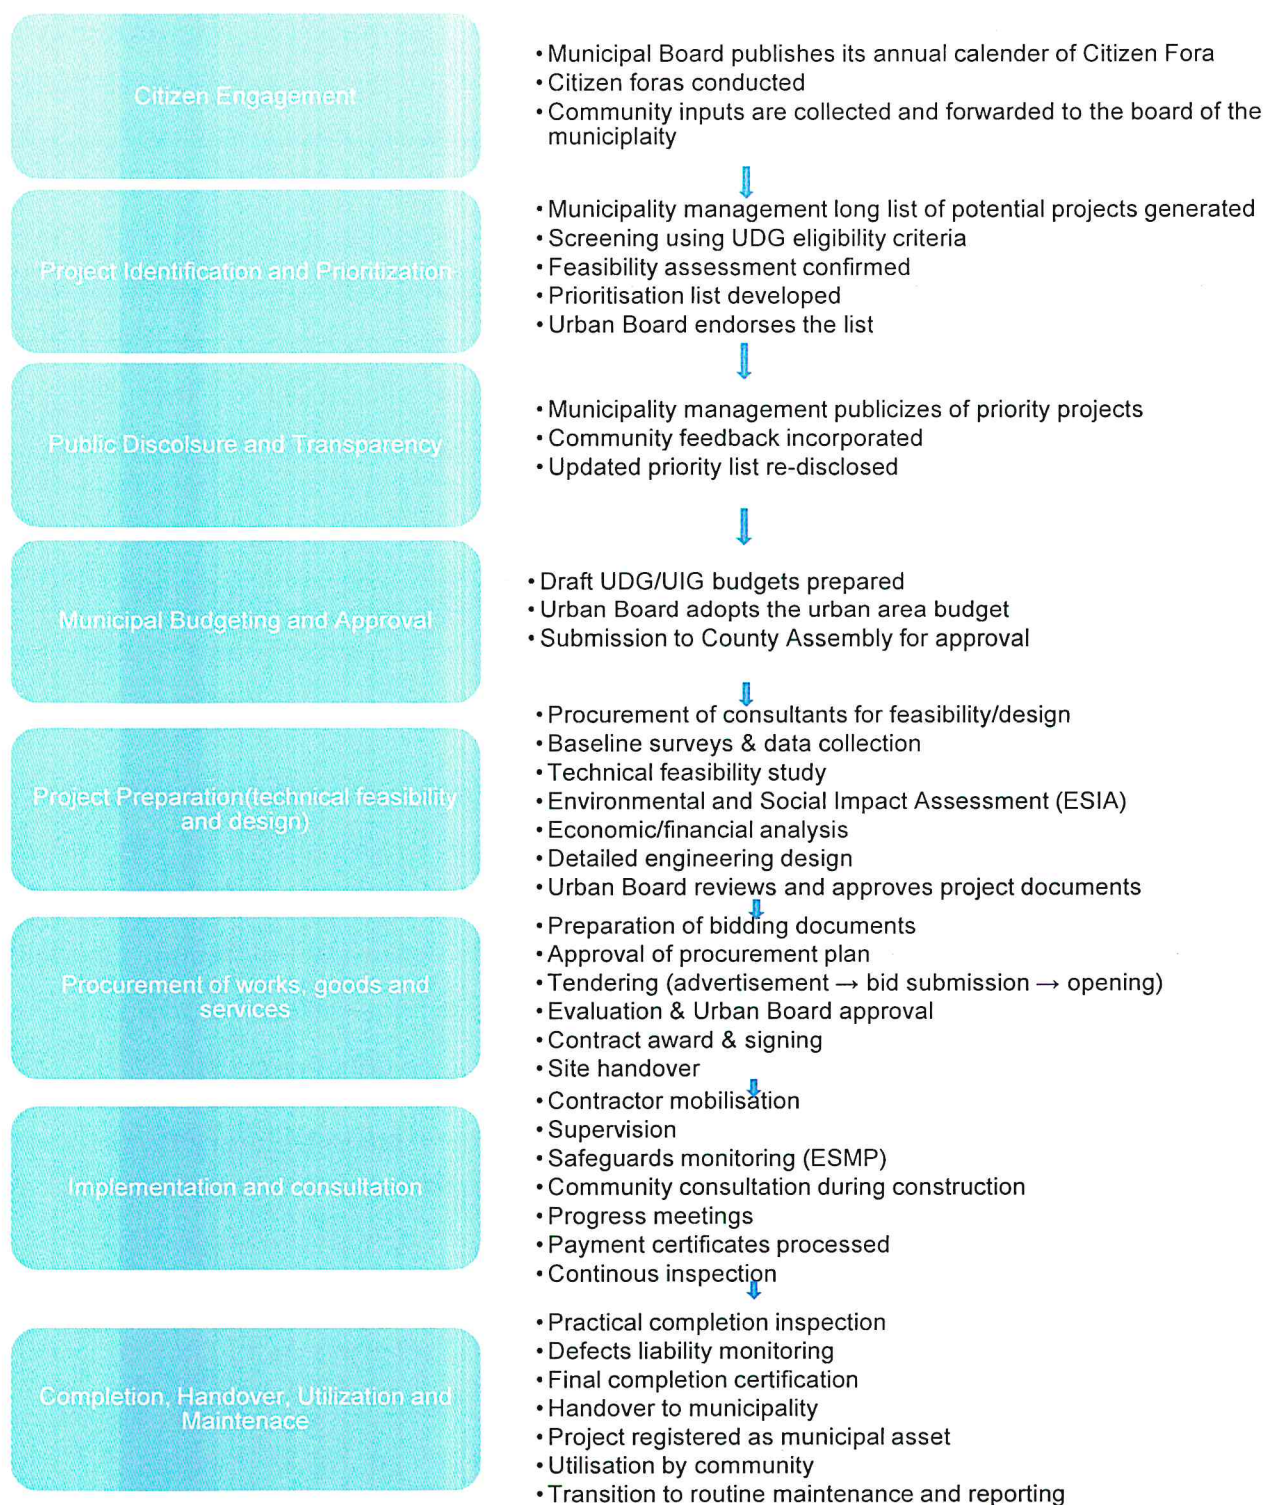 Citizen Engagement
• Municipal Board publishes its annual calender of Citizen Fora
• Citizen foras conducted
• Community inputs are collected and forwarded to the board of the
municiplaity
Project Identification and Prioritization
• Municipality management long list of potential projects generated
• Screening using UDG eligibility criteria
• Feasibility assessment confirmed
• Prioritisation list developed
• Urban Board endorses the list
Public Discolsure and Transparency
• Municipality management publicizes of priority projects
• Community feedback incorporated
• Updated priority list re-disclosed
Municipal Budgeting and Approval
• Draft UDG/UIG budgets prepared
• Urban Board adopts the urban area budget
• Submission to County Assembly for approval
Project Preparation(technical feasibility
and design)
• Procurement of consultants for feasibility/design
• Baseline surveys & data collection
• Technical feasibility study
• Environmental and Social Impact Assessment (ESIA)
• Economic/financial analysis
• Detailed engineering design
• Urban Board reviews and approves project documents
Procurement of works, goods and
services
• Preparation of bidding documents
• Approval of procurement plan
• Tendering (advertisement → bid submission → opening)
• Evaluation & Urban Board approval
• Contract award & signing
• Site handover
Implementation and consultation
• Contractor mobilisation
• Supervision
• Safeguards monitoring (ESMP)
• Community consultation during construction
• Progress meetings
• Payment certificates processed
• Continous inspection
Completion, Handover, Utilization and
Maintenace
• Practical completion inspection
• Defects liability monitoring
• Final completion certification
• Handover to municipality
• Project registered as municipal asset
• Utilisation by community
• Transition to routine maintenance and reporting